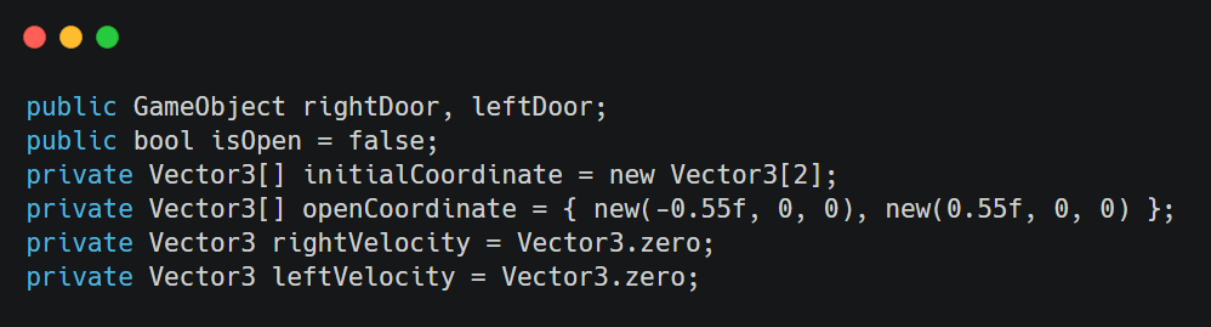 public GameObject rightDoor, leftDoor;
public bool isOpen = false;
private Vector3[] initialCoordinate = new Vector3[2];
private Vector3[] openCoordinate = { new(-0.55f, 0, 0), new(0.55f, 0, 0) };
private Vector3 rightVelocity = Vector3.zero;
private Vector3 leftVelocity = Vector3.zero;